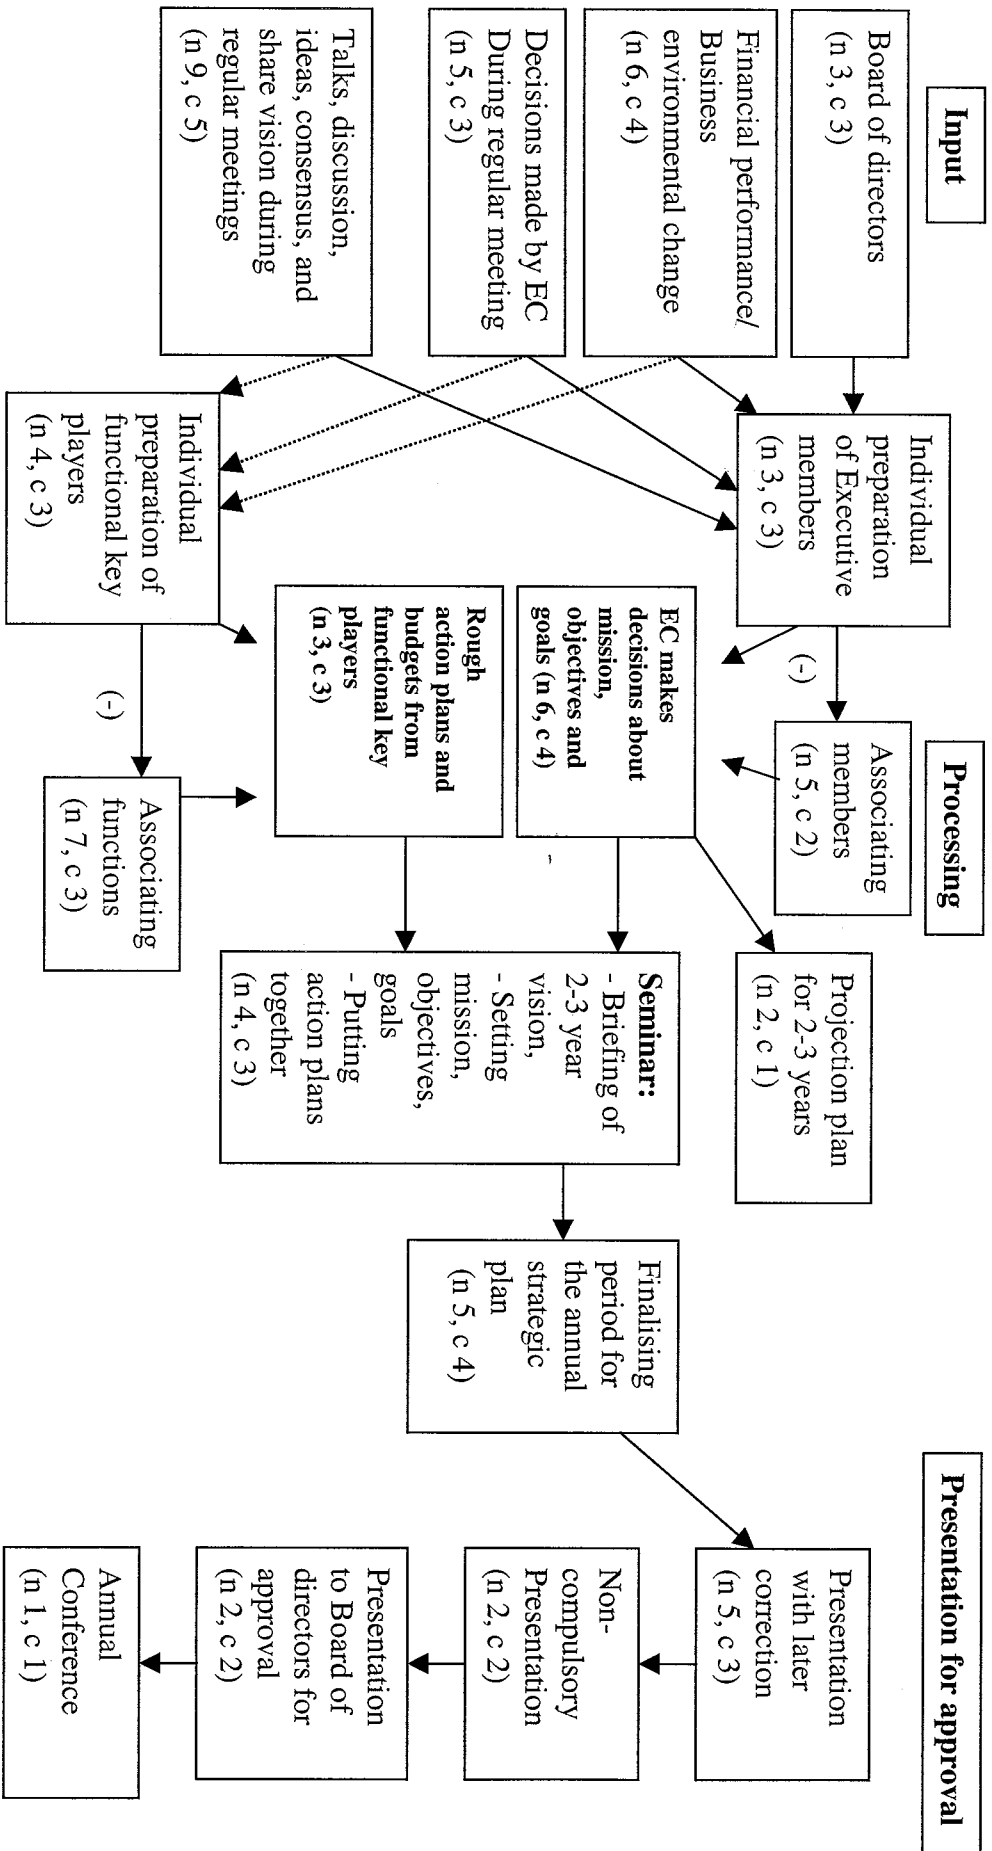 Input
Board of directors
(n 3, c 3)
Financial performance/
Business
environmental change
(n 6, c 4)
Decisions made by EC
During regular meeting
(n 5, c 3)
Talks, discussion,
ideas, consensus, and
share vision during
regular meetings
(n 9, c 5)
Individual
preparation
of Executive
members
(n 3, c 3)
Individual
preparation of
functional key
players
(n 4, c 3)
Processing
(-)
Associating
members
(n 5, c 2)
EC makes
decisions about
mission,
objectives and
goals (n 6, c 4)
Rough
action plans and
budgets from
functional key
players
(n 3, c 3)
(-)
Associating
functions
(n 7, c 3)
Projection plan
for 2-3 years
(n 2, c 1)
Seminar:
- Briefing of
2-3 year
vision,
- Setting
mission,
objectives,
goals
- Putting
action plans
together
(n 4, c 3)
Finalising
period for
the annual
strategic
plan
(n 5, c 4)
Presentation for approval
Presentation
with later
correction
(n 5, c 3)
Non-
compulsory
Presentation
(n 2, c 2)
Presentation
to Board of
directors for
approval
(n 2, c 2)
Annual
Conference
(n 1, c 1)